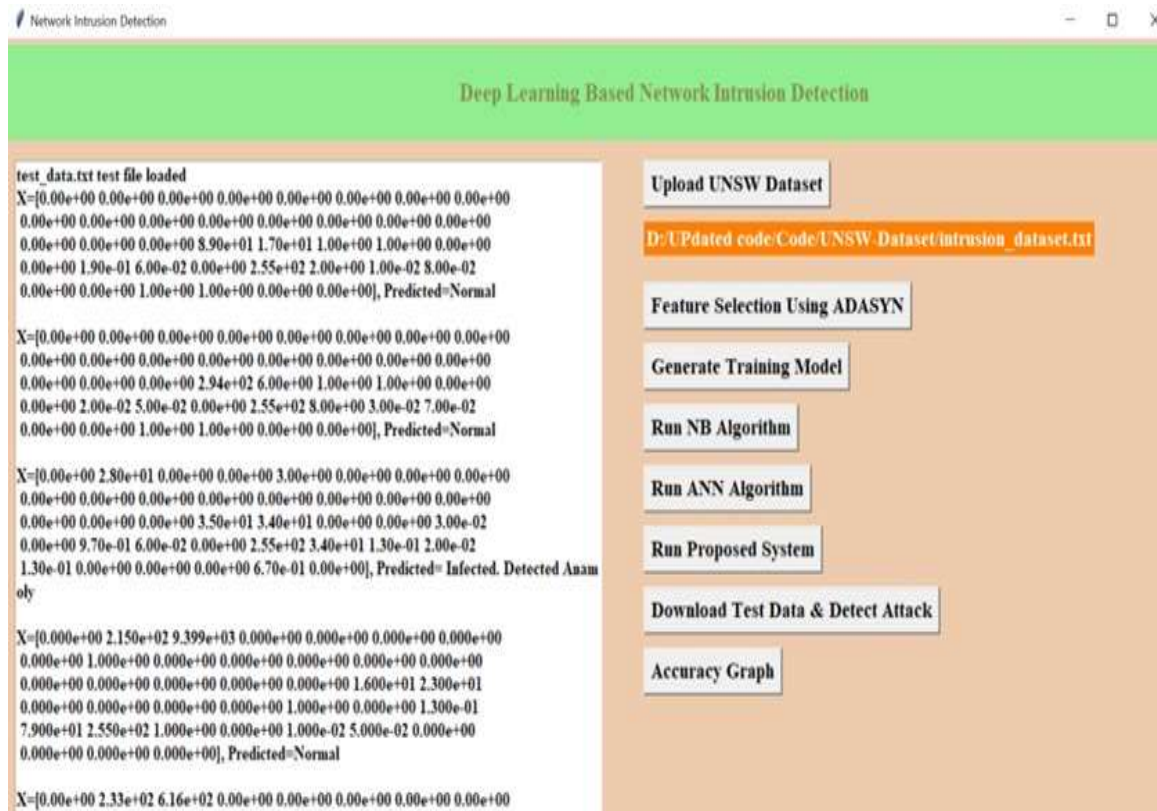 Network Intrusion Detection
Deep Learning Based Network Intrusion Detection
test_data.txt test file loaded
X=[0.00e+00 0.00e+00 0.00e+00 0.00e+00 0.00e+00 0.00e+00 0.00e+00 0.00e+00
0.00e+00 0.00e+00 0.00e+00 0.00e+00 0.00e+00 0.00e+00 0.00e+00 0.00e+00
0.00e+00 0.00e+00 0.00e+00 8.90e+01 1.70e+01 1.00e+00 1.00e+00 0.00e+00
0.00e+00 1.90e-01 6.00e-02 0.00e+00 2.55e+02 2.00e+00 1.00e-02 8.00e-02
0.00e+00 0.00e+00 1.00e+00 1.00e+00 0.00e+00 0.00e+00], Predicted=Normal
X=[0.00e+00 0.00e+00 0.00e+00 0.00e+00 0.00e+00 0.00e+00 0.00e+00 0.00e+00
0.00e+00 0.00e+00 0.00e+00 0.00e+00 0.00e+00 0.00e+00 0.00e+00 0.00e+00
0.00e+00 0.00e+00 0.00e+00 2.94e+02 6.00e+00 1.00e+00 1.00e+00 0.00e+00
0.00e+00 2.00e-02 5.00e-02 0.00e+00 2.55e+02 8.00e+00 3.00e-02 7.00e-02
0.00e+00 0.00e+00 1.00e+00 1.00e+00 0.00e+00 0.00e+00], Predicted=Normal
X=[0.00e+00 2.80e+01 0.00e+00 0.00e+00 3.00e+00 0.00e+00 0.00e+00 0.00e+00
0.00e+00 0.00e+00 0.00e+00 0.00e+00 0.00e+00 0.00e+00 0.00e+00 0.00e+00
0.00e+00 0.00e+00 0.00e+00 3.50e+01 3.40e+01 0.00e+00 0.00e+00 3.00e-02
0.00e+00 9.70e-01 6.00e-02 0.00e+00 2.55e+02 3.40e+01 1.30e-01 2.00e-02
1.30e-01 0.00e+00 0.00e+00 0.00e+00 6.70e-01 0.00e+00], Predicted= Infected. Detected Anam
oly
X=[0.000e+00 2.150e+02 9.399e+03 0.000e+00 0.000e+00 0.000e+00 0.000e+00
0.000e+00 1.000e+00 0.000e+00 0.000e+00 0.000e+00 0.000e+00 0.000e+00
0.000e+00 0.000e+00 0.000e+00 0.000e+00 0.000e+00 1.600e+01 2.300e+01
0.000e+00 0.000e+00 0.000e+00 0.000e+00 1.000e+00 0.000e+00 1.300e-01
7.900e+01 2.550e+02 1.000e+00 0.000e+00 1.000e-02 5.000e-02 0.000e+00
0.000e+00 0.000e+00 0.000e+00], Predicted=Normal
X=[0.00e+00 2.33e+02 6.16e+02 0.00e+00 0.00e+00 0.00e+00 0.00e+00 0.00e+00
Upload UNSW Dataset
D:/UPdated code/Code/UNSW-Dataset/intrusion_dataset.txt
Feature Selection Using ADASYN
Generate Training Model
Run NB Algorithm
Run ANN Algorithm
Run Proposed System
Download Test Data & Detect Attack
Accuracy Graph